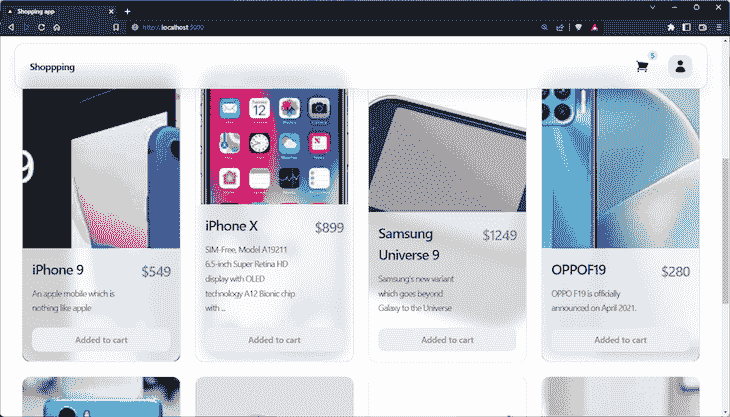 Shopping app
http://localhost:3000
Shoppping
5
9
iPhone 9
$549
An apple mobile which is
nothing like apple
Added to cart
12
iPhone X
$899
SIM-Free, Model A19211
6.5-inch Super Retina HD
display with OLED
technology A12 Bionic chip
with ...
Added to cart
Samsung
Universe 9
$1249
Samsung's new variant
which goes beyond
Galaxy to the Universe
Added to cart
OPPOF19
$280
OPPO F19 is officially
announced on April 2021.
Added to cart